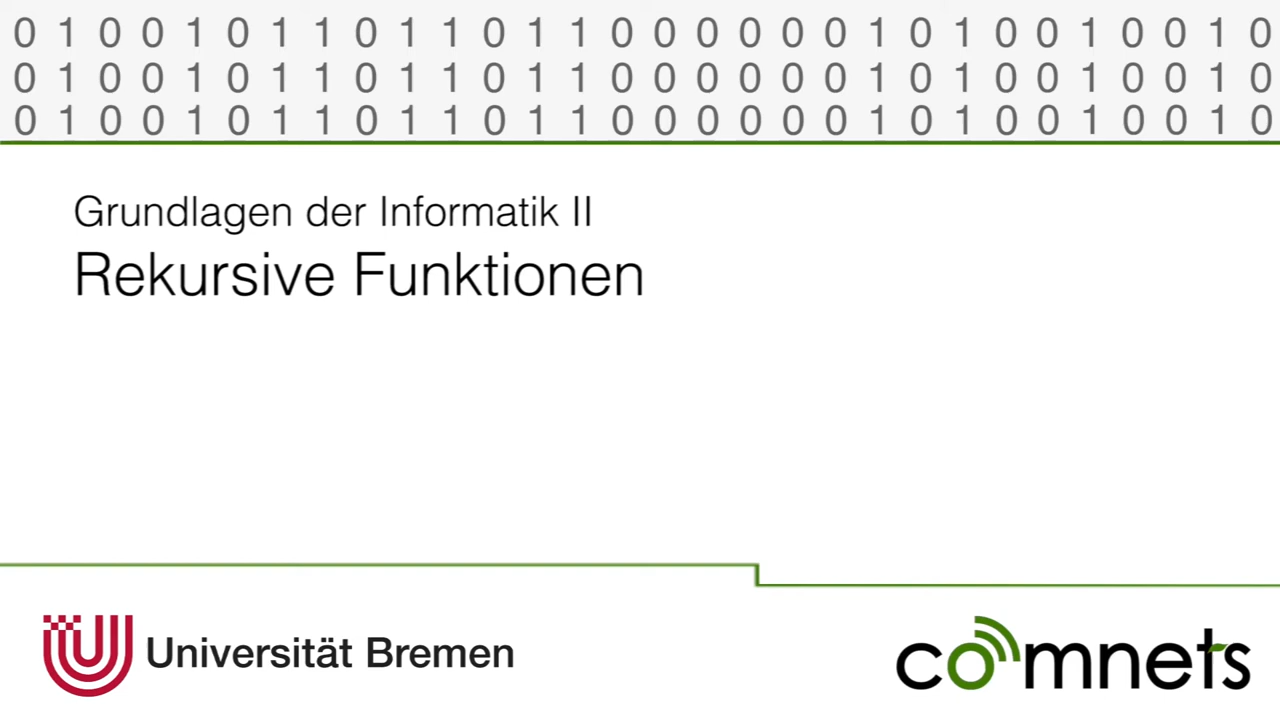 0 1 0 0 1 0 1 1 0 1 1 0 1 1 0 0 0 0 0 0 1 0 1 0 0 1 0 0 1 0
0 1 0 0 1 0 1 1 0 1 1 0 1 1 0 0 0 0 0 0 1 0 1 0 0 1 0 0 1 0
0 1 0 0 1 0 1 1 0 1 1 0 1 1 0 0 0 0 0 0 1 0 1 0 0 1 0 0 1 0
Grundlagen der Informatik II
Rekursive Funktionen
Universität Bremen
comnets